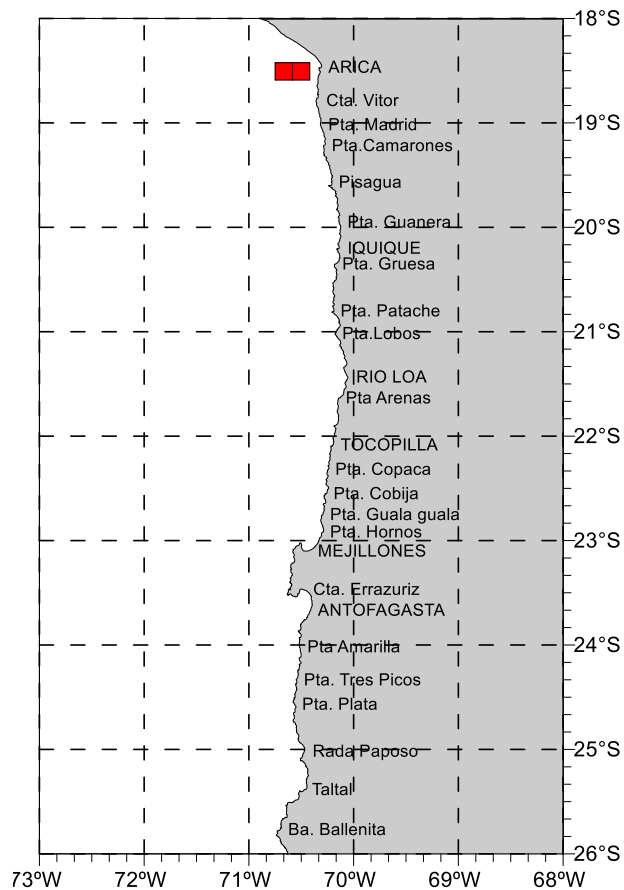 18°S
ARICA
Cta. Vitor
19°S
Pta. Madrid
Pta.Camarones
Pisagua
Pta. Guanera
20°S
IQUIQUE
Pta. Gruesa
Pta. Patache
21°S
Pta.Lobos
RIO LOA
Pta Arenas
22°S
TOCOPILLA
Pta. Copaca
Pta. Cobija
Pta. Guala guala
Pta. Hornos
23°S
MEJILLONES
Cta. Errazuriz
ANTOFAGASTA
24°S
Pta Amarilla
Pta. Tres Picos
Pta. Plata
25°S
Rada Paposo
Taltal
Ba. Ballenita
26°S
73°W 72°W 71°W 70°W 69°W 68°W